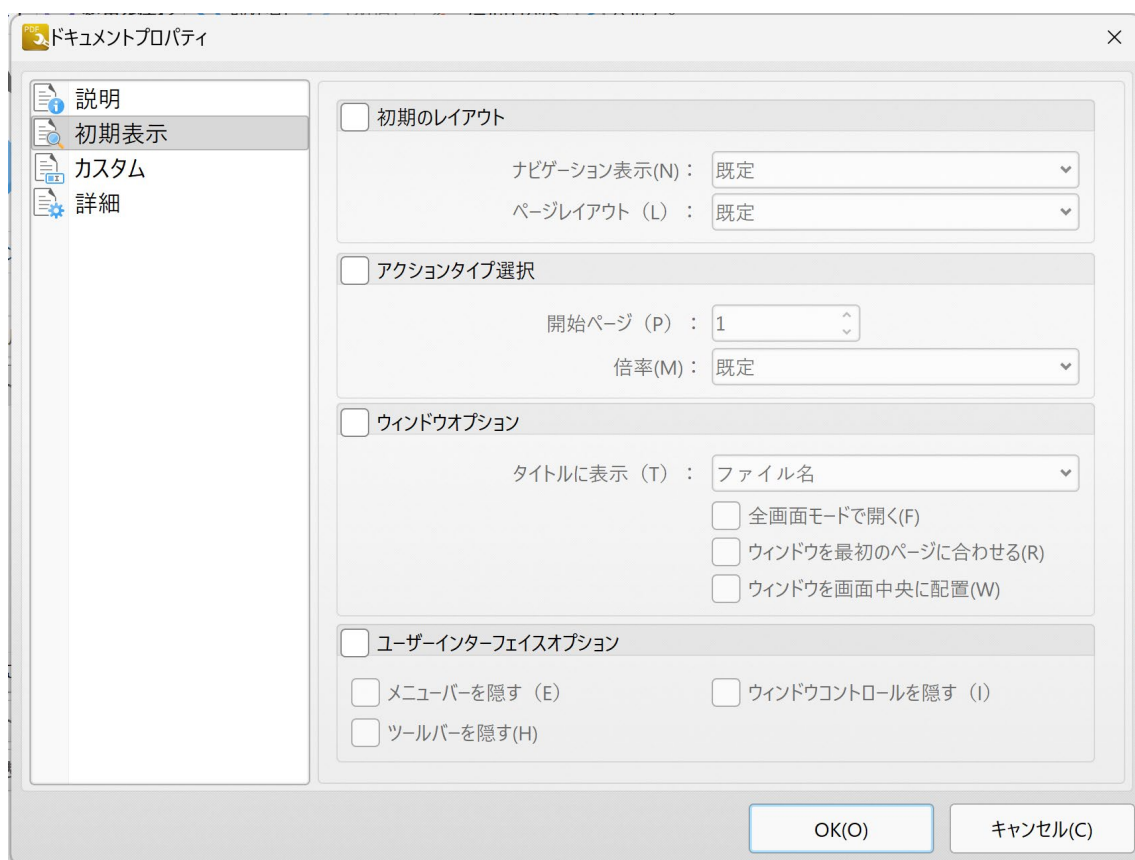 PDF
ドキュメントプロパティ
説明
初期表示
カスタム
詳細
初期のレイアウト
ナビゲーション表示(N)：
既定
ページレイアウト（L）：
既定
アクションタイプ選択
開始ページ（P）：
1
倍率(M)：
既定
ウィンドウオプション
タイトルに表示（T）：
ファイル名
全画面モードで開く(F)
ウィンドウを最初のページに合わせる(R)
ウィンドウを画面中央に配置(W)
ユーザーインターフェイスオプション
メニューバーを隠す（E）
ウィンドウコントロールを隠す（I）
ツールバーを隠す(H)
OK(O)
キャンセル(C)